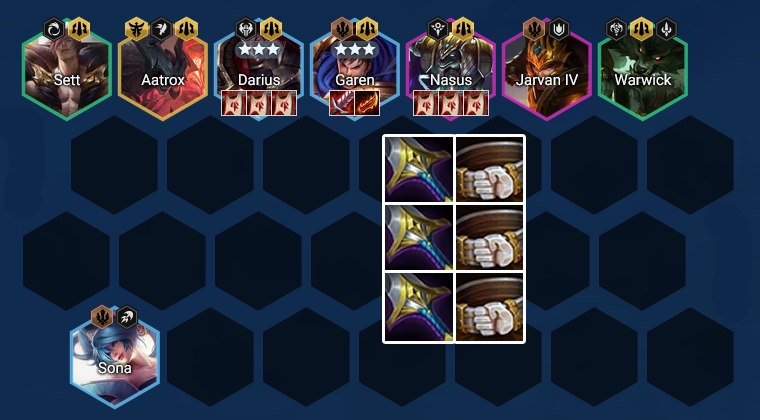 Sett
Aatrox
Darius
Garen
Nasus
Jarvan IV
Warwick
Sona